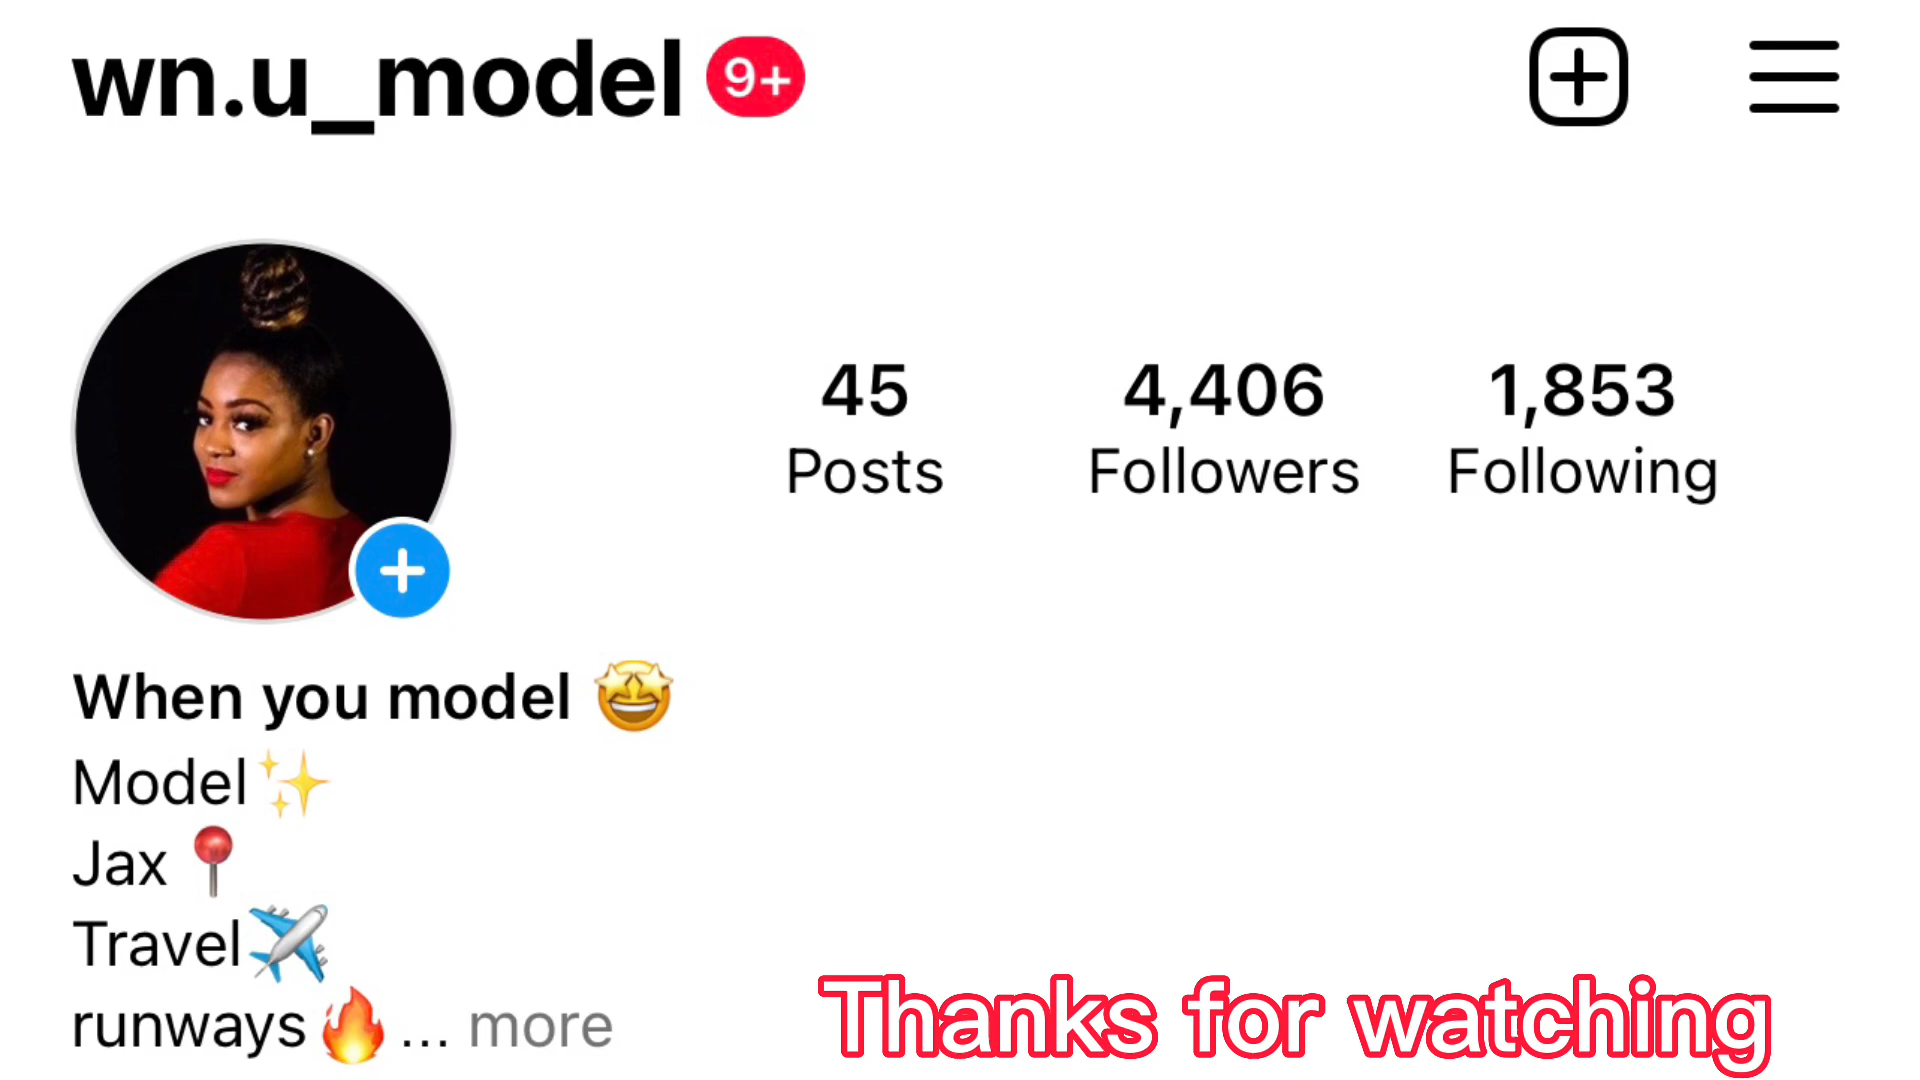 wn.u_model 9+
45 4,406 1,853
Posts Followers Following
When you model 🤩
Model✨
Jax📍
Travel✈️
runways🔥... more
Thanks for watching